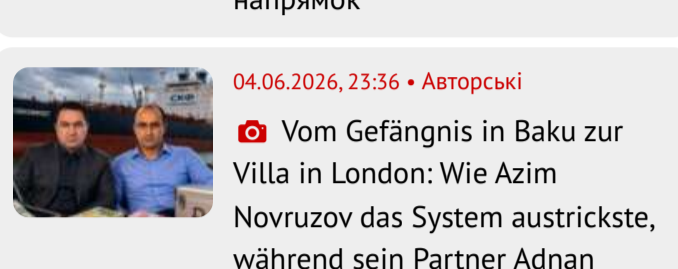 напрямок
04.06.2026, 23:36 • Авторські
Vom Gefängnis in Baku zur
Villa in London: Wie Azim
Novruzov das System austrickste,
während sein Partner Adnan
СКФ